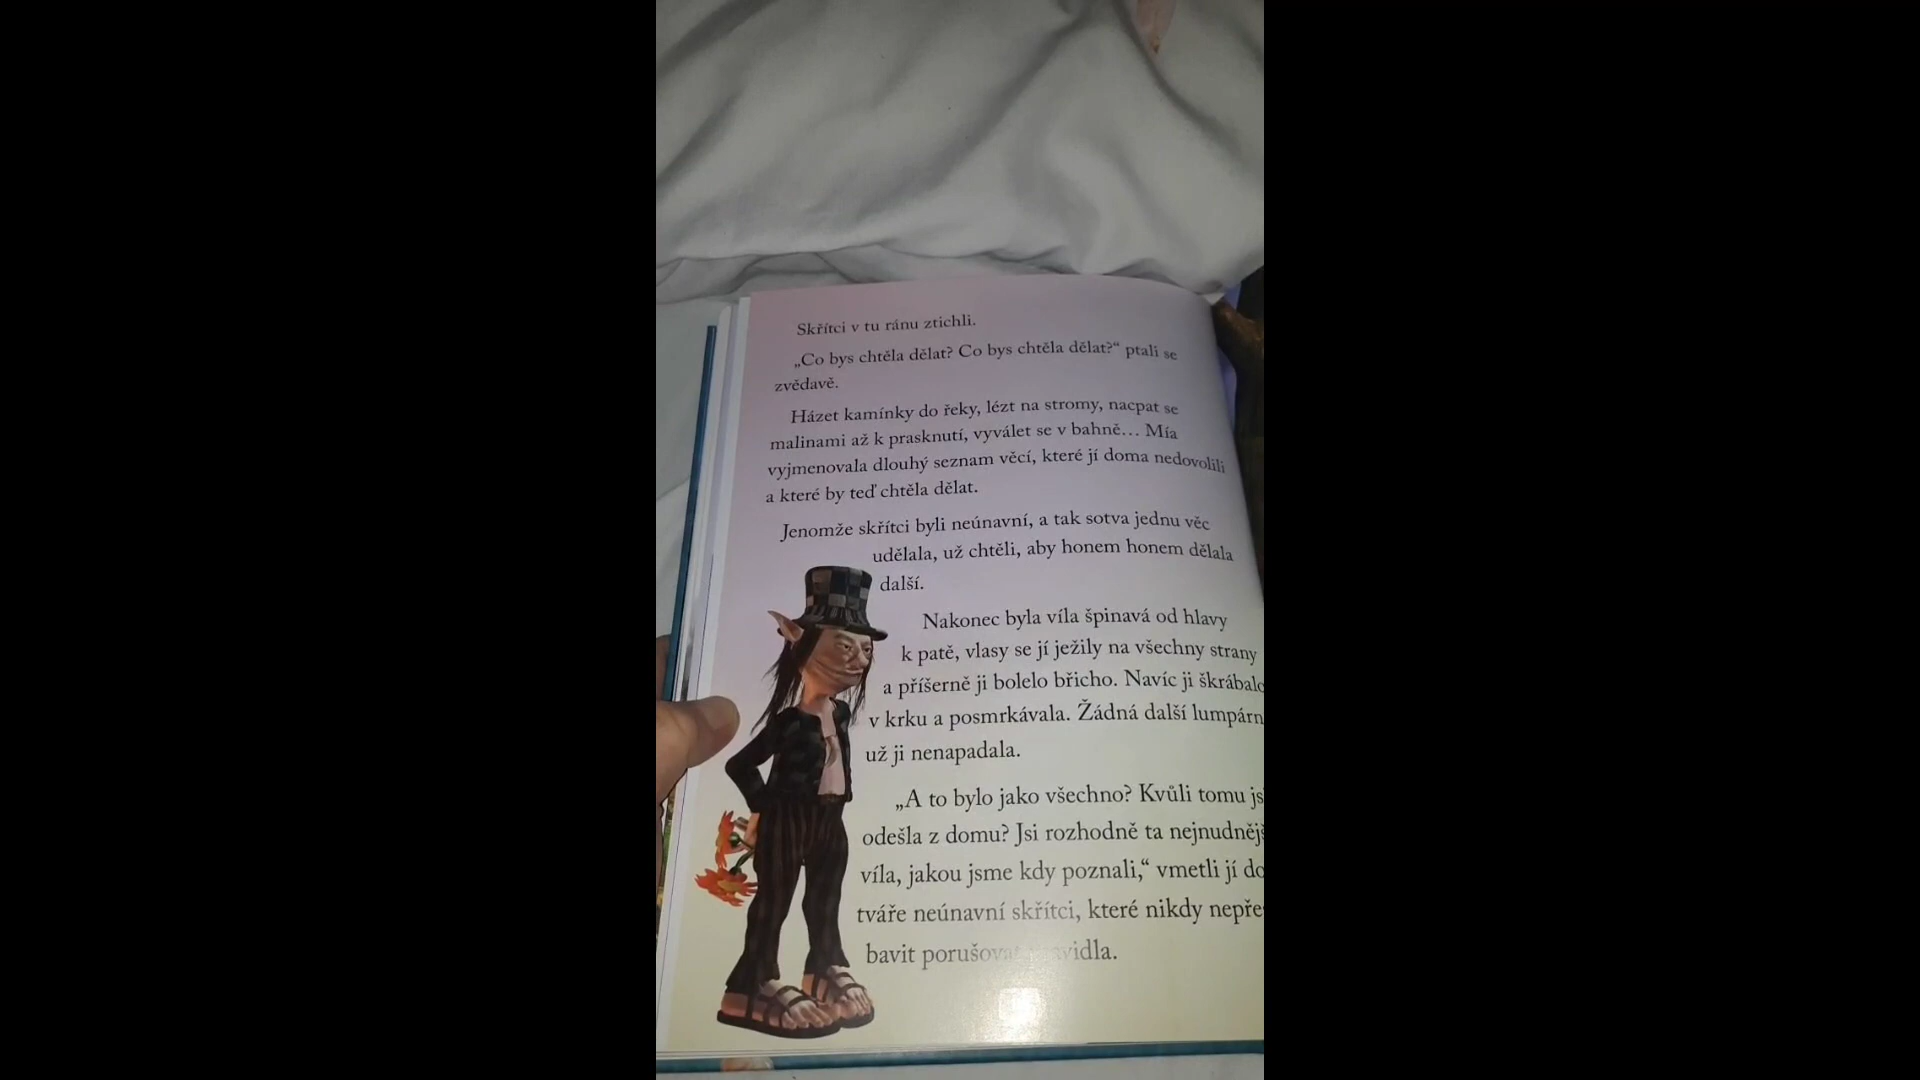 Skřítci v tu ránu ztichli.
„Co bys chtěla dělat? Co bys chtěla dělat?“ ptali se
zvědavě.
Házet kamínky do řeky, lézt na stromy, nacpat se
malinami až k prasknutí, vyválet se v bahně… Mía
vyjmenovala dlouhý seznam věcí, které jí doma nedovolili
a které by teď chtěla dělat.
Jenomže skřítci byli neúnavní, a tak sotva jednu věc
udělala, už chtěli, aby honem honem dělala
další.
Nakonec byla víla špinavá od hlavy
k patě, vlasy se jí ježily na všechny strany
a příšerně ji bolelo břicho. Navíc ji škrábalo
v krku a posmrkávala. Žádná další
už ji nenapadala.
„A to bylo jako všechno? Kvůli tomu
odešla z domu? Jsi rozhodně ta
víla, jakou jsme kdy poznali,“ vmetli jí do
tváře neúnavní skřítci, které nikdy
bavit